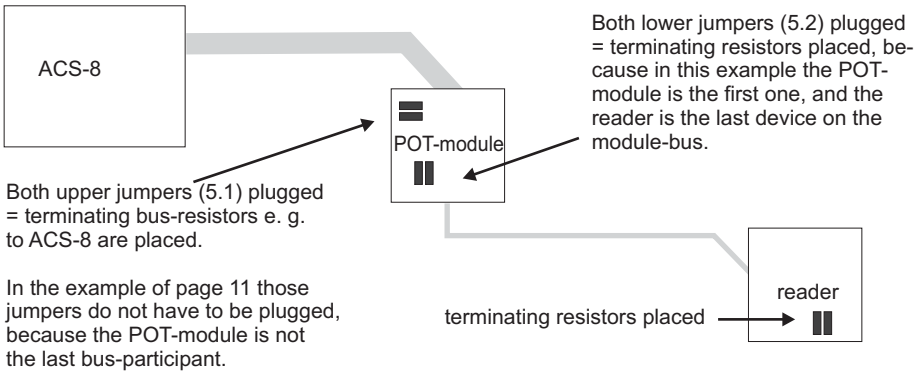 ACS-8
Both lower jumpers (5.2) plugged
= terminating resistors placed, be-
cause in this example the POT-
module is the first one, and the
reader is the last device on the
module-bus.
POT-module
Both upper jumpers (5.1) plugged
= terminating bus-resistors e. g.
to ACS-8 are placed.
In the example of page 11 those
jumpers do not have to be plugged,
because the POT-module is not
the last bus-participant.
reader
terminating resistors placed